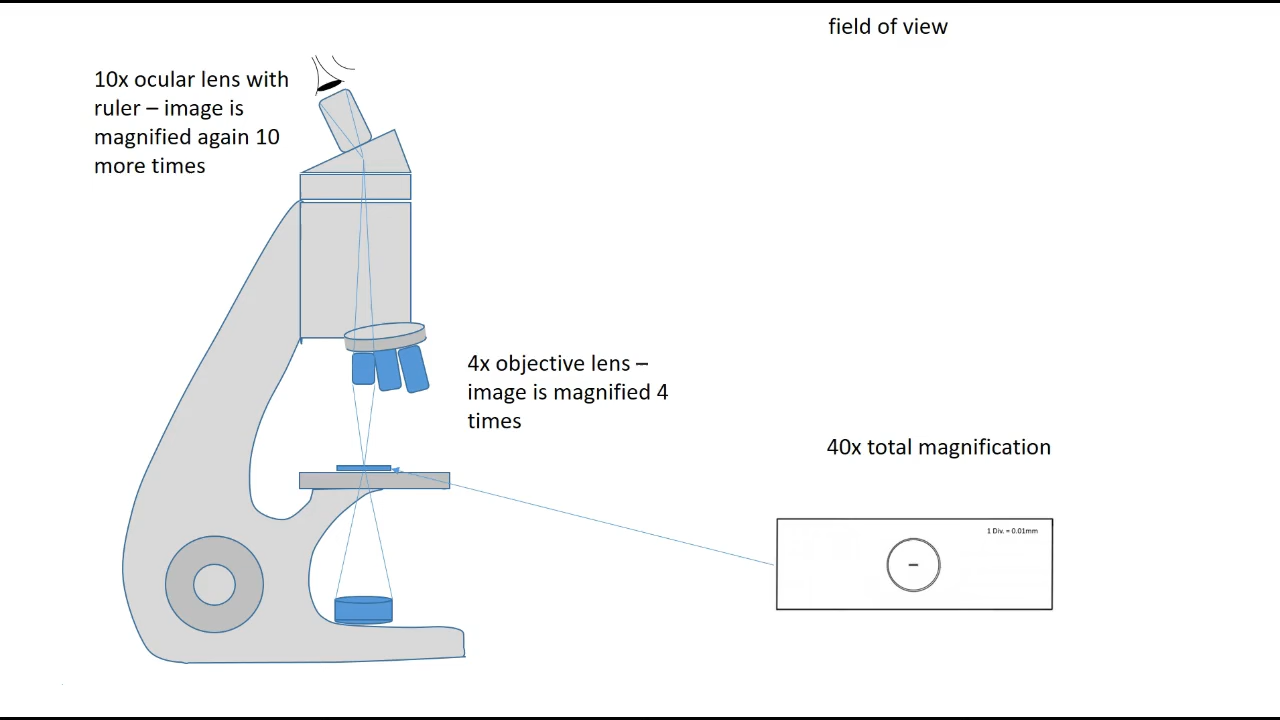 field of view
10x ocular lens with
ruler – image is
magnified again 10
more times
4x objective lens –
image is magnified 4
times
40x total magnification
1 Div. = 0.01mm